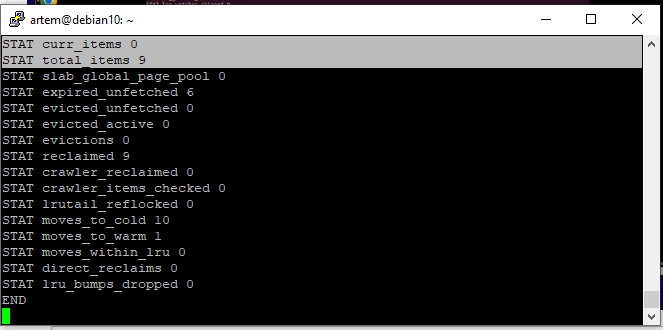 artem@debian10: ~
STAT curr_items 0
STAT total_items 9
STAT slab_global_page_pool 0
STAT expired_unfetched 6
STAT evicted_unfetched 0
STAT evicted_active 0
STAT evictions 0
STAT reclaimed 9
STAT crawler_reclaimed 0
STAT crawler_items_checked 0
STAT lrutail_reflocked 0
STAT moves_to_cold 10
STAT moves_to_warm 1
STAT moves_within_lru 0
STAT direct_reclaims 0
STAT lru_bumps_dropped 0
END